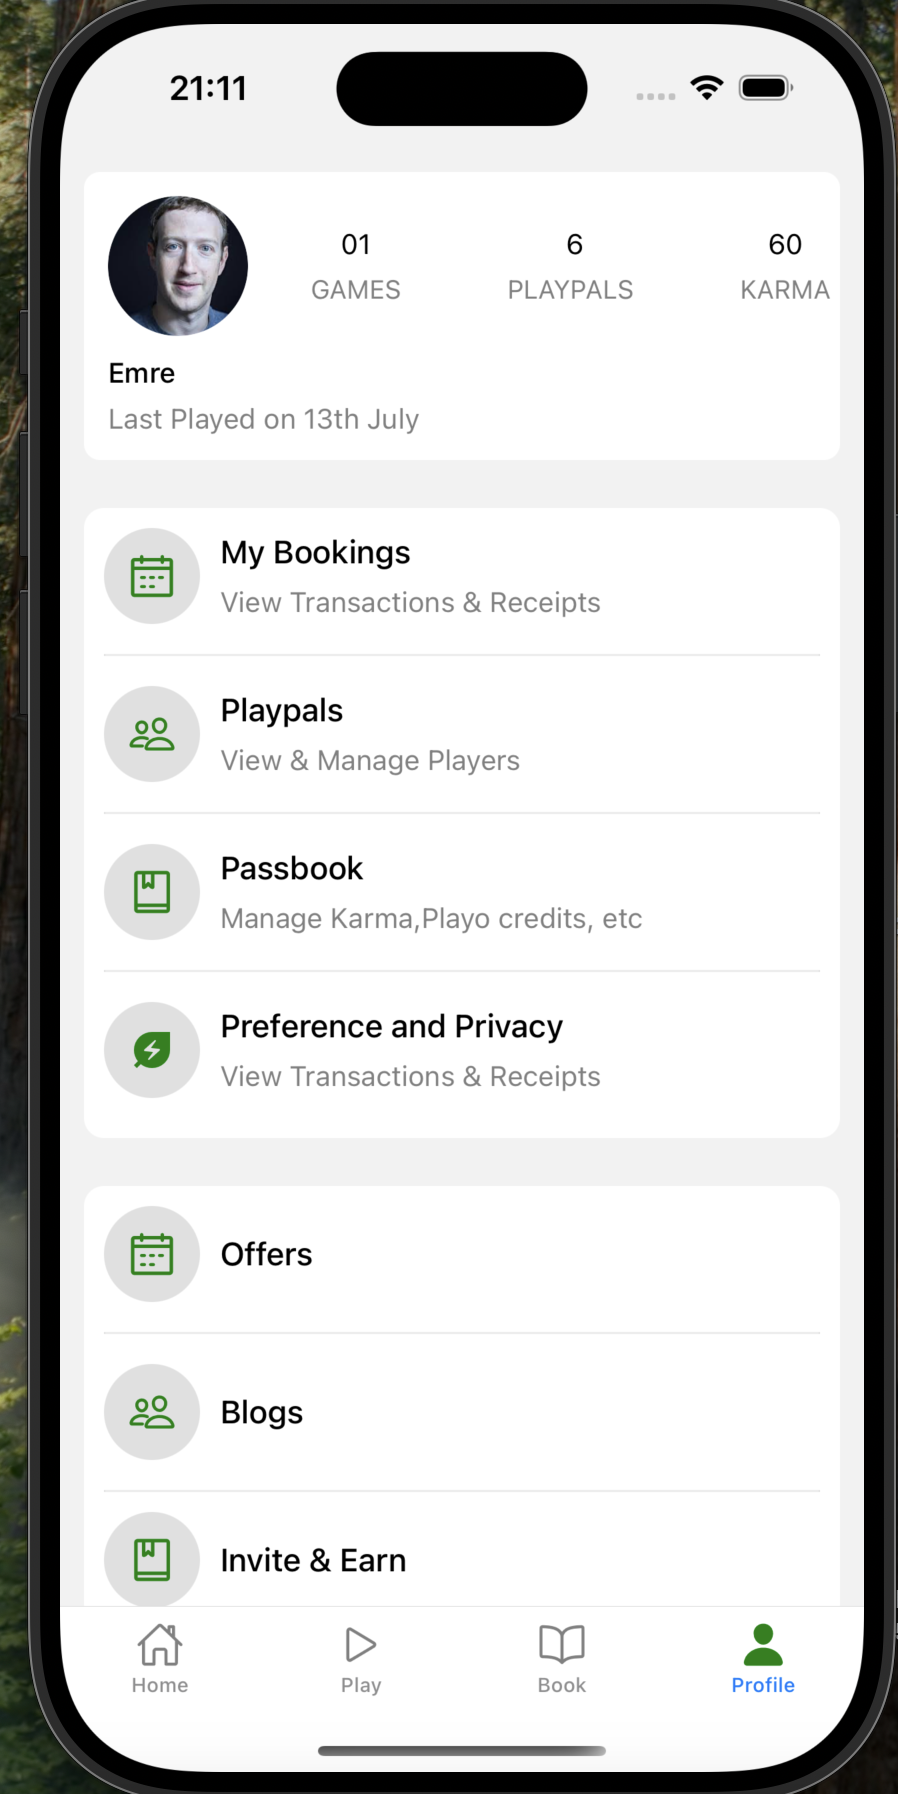 21:11
01 6 60
GAMES PLAYPALS KARMA
Emre
Last Played on 13th July
My Bookings
View Transactions & Receipts
Playpals
View & Manage Players
Passbook
Manage Karma,Playo credits, etc
Preference and Privacy
View Transactions & Receipts
Offers
Blogs
Invite & Earn
Home Play Book Profile